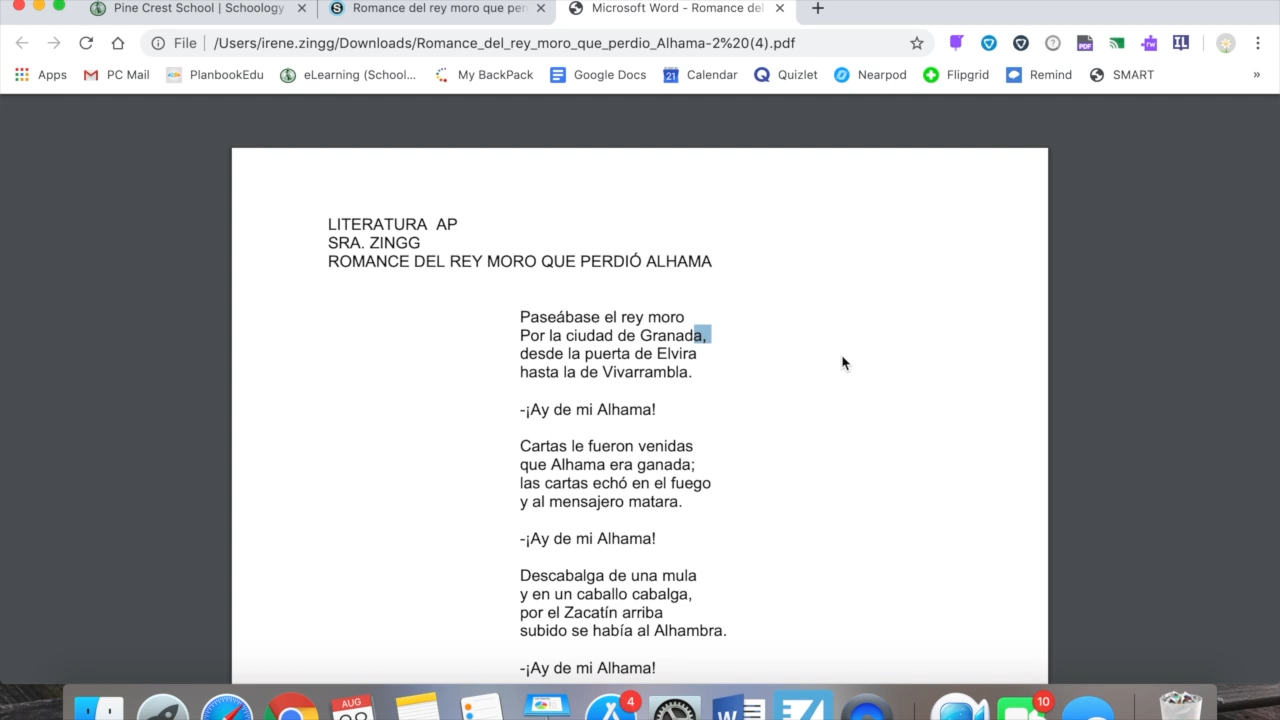 Pine Crest School | Schoology
Romance del rey moro que per
Microsoft Word - Romance del
File
/Users/irene.zingg/Downloads/Romance_del_rey_moro_que_perdio_Alhama-2%20(4).pdf
Apps
PC Mail
PlanbookEdu
eLearning (School...
My BackPack
Google Docs
Calendar
Quizlet
Nearpod
Flipgrid
Remind
SMART
»
LITERATURA AP
SRA. ZINGG
ROMANCE DEL REY MORO QUE PERDIÓ ALHAMA
Paseábase el rey moro
Por la ciudad de Granada,
desde la puerta de Elvira
hasta la de Vivarrambla.
-¡Ay de mi Alhama!
Cartas le fueron venidas
que Alhama era ganada;
las cartas echó en el fuego
y al mensajero matara.
-¡Ay de mi Alhama!
Descabalga de una mula
y en un caballo cabalga,
por el Zacatín arriba
subido se había al Alhambra.
-¡Ay de mi Alhama!
AUG
4
W
10